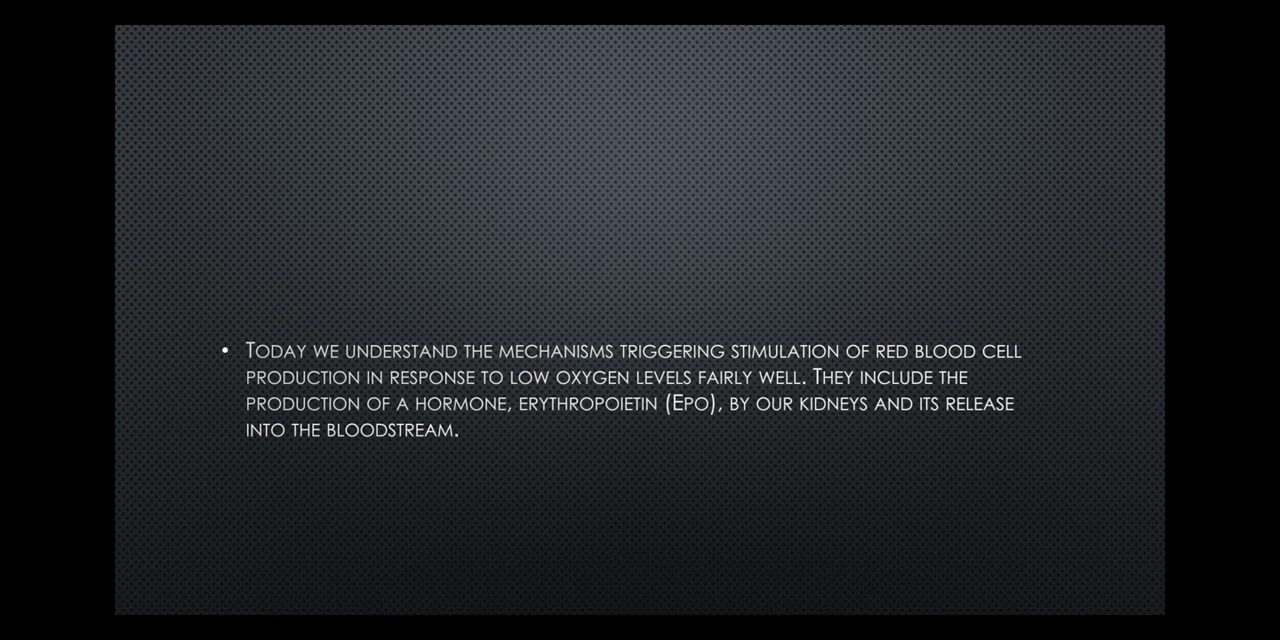 • Today we understand the mechanisms triggering stimulation of red blood cell
production in response to low oxygen levels fairly well. They include the
production of a hormone, erythropoietin (Epo), by our kidneys and its release
into the bloodstream.